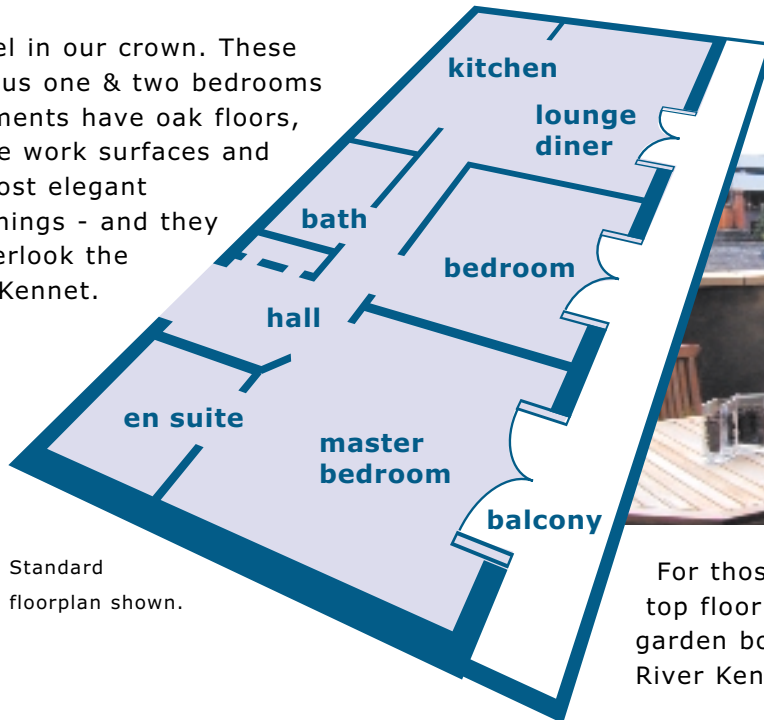 el in our crown. These
us one & two bedrooms
ments have oak floors,
e work surfaces and
ost elegant
nings - and they
erlook the
Kennet.
kitchen
lounge
diner
bath
bedroom
hall
en suite
master
bedroom
balcony
Standard
floorplan shown.
For thos
top floor
garden bo
River Ken